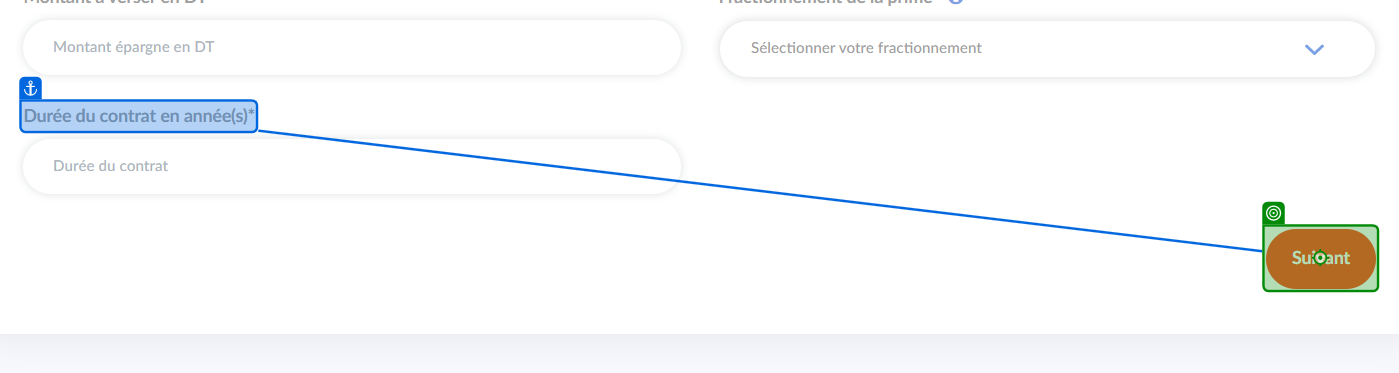 Montant à verser en DT
Fractionnement de la prime
Montant épargne en DT
Sélectionner votre fractionnement
Durée du contrat en année(s)*
Durée du contrat
Suivant